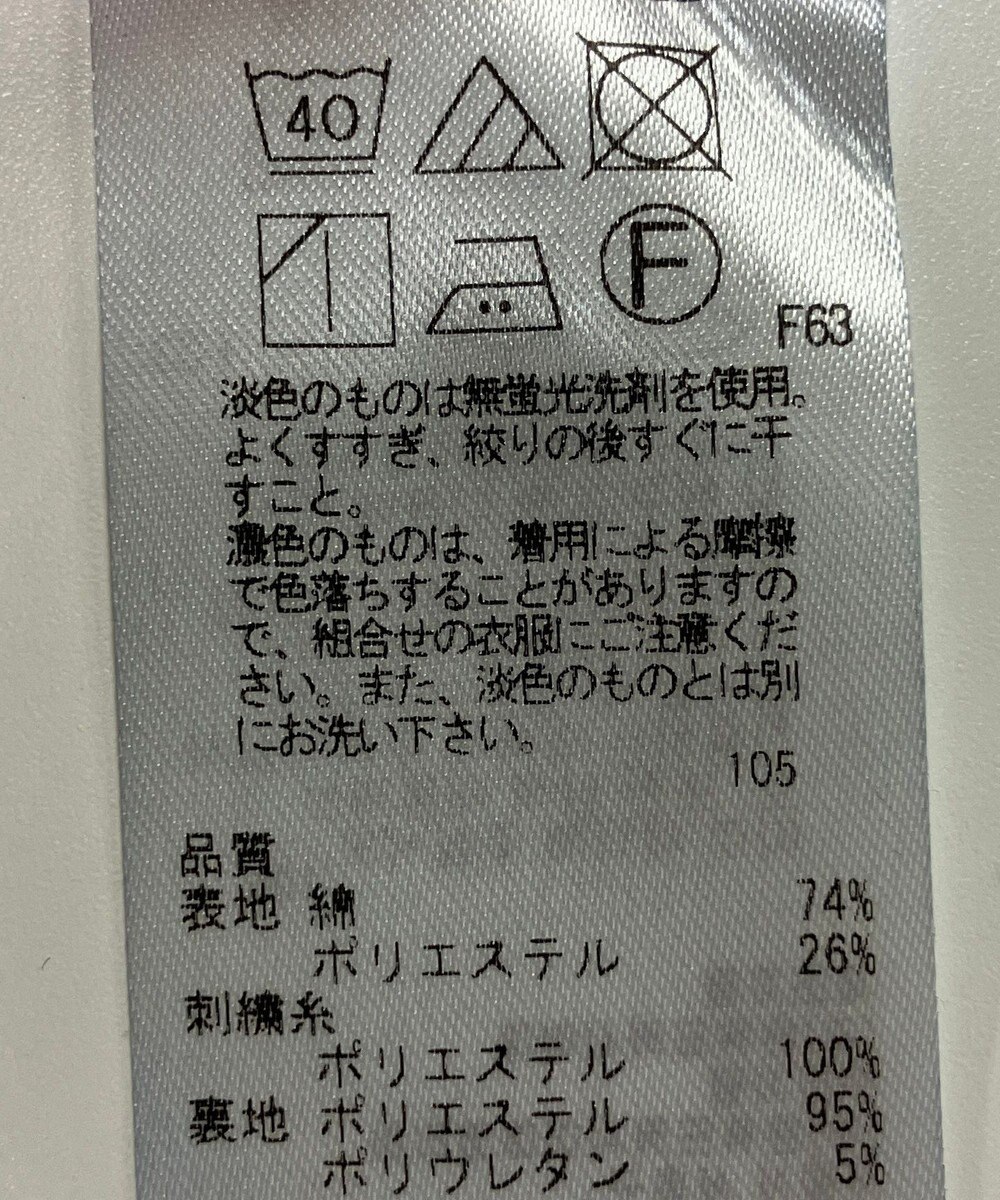 40
F
F63
淡色のものは無蛍光洗剤を使用。
よくすすぎ、絞りの後すぐに干
すこと。
濃色のものは、着用による摩擦
で色落ちすることがありますの
で、組合せの衣服にご注意くだ
さい。また、淡色のものとは別
にお洗い下さい。
105
品質
表地 綿 74%
ポリエステル 26%
刺繍糸
ポリエステル 100%
裏地 ポリエステル 95%
ポリウレタン 5%